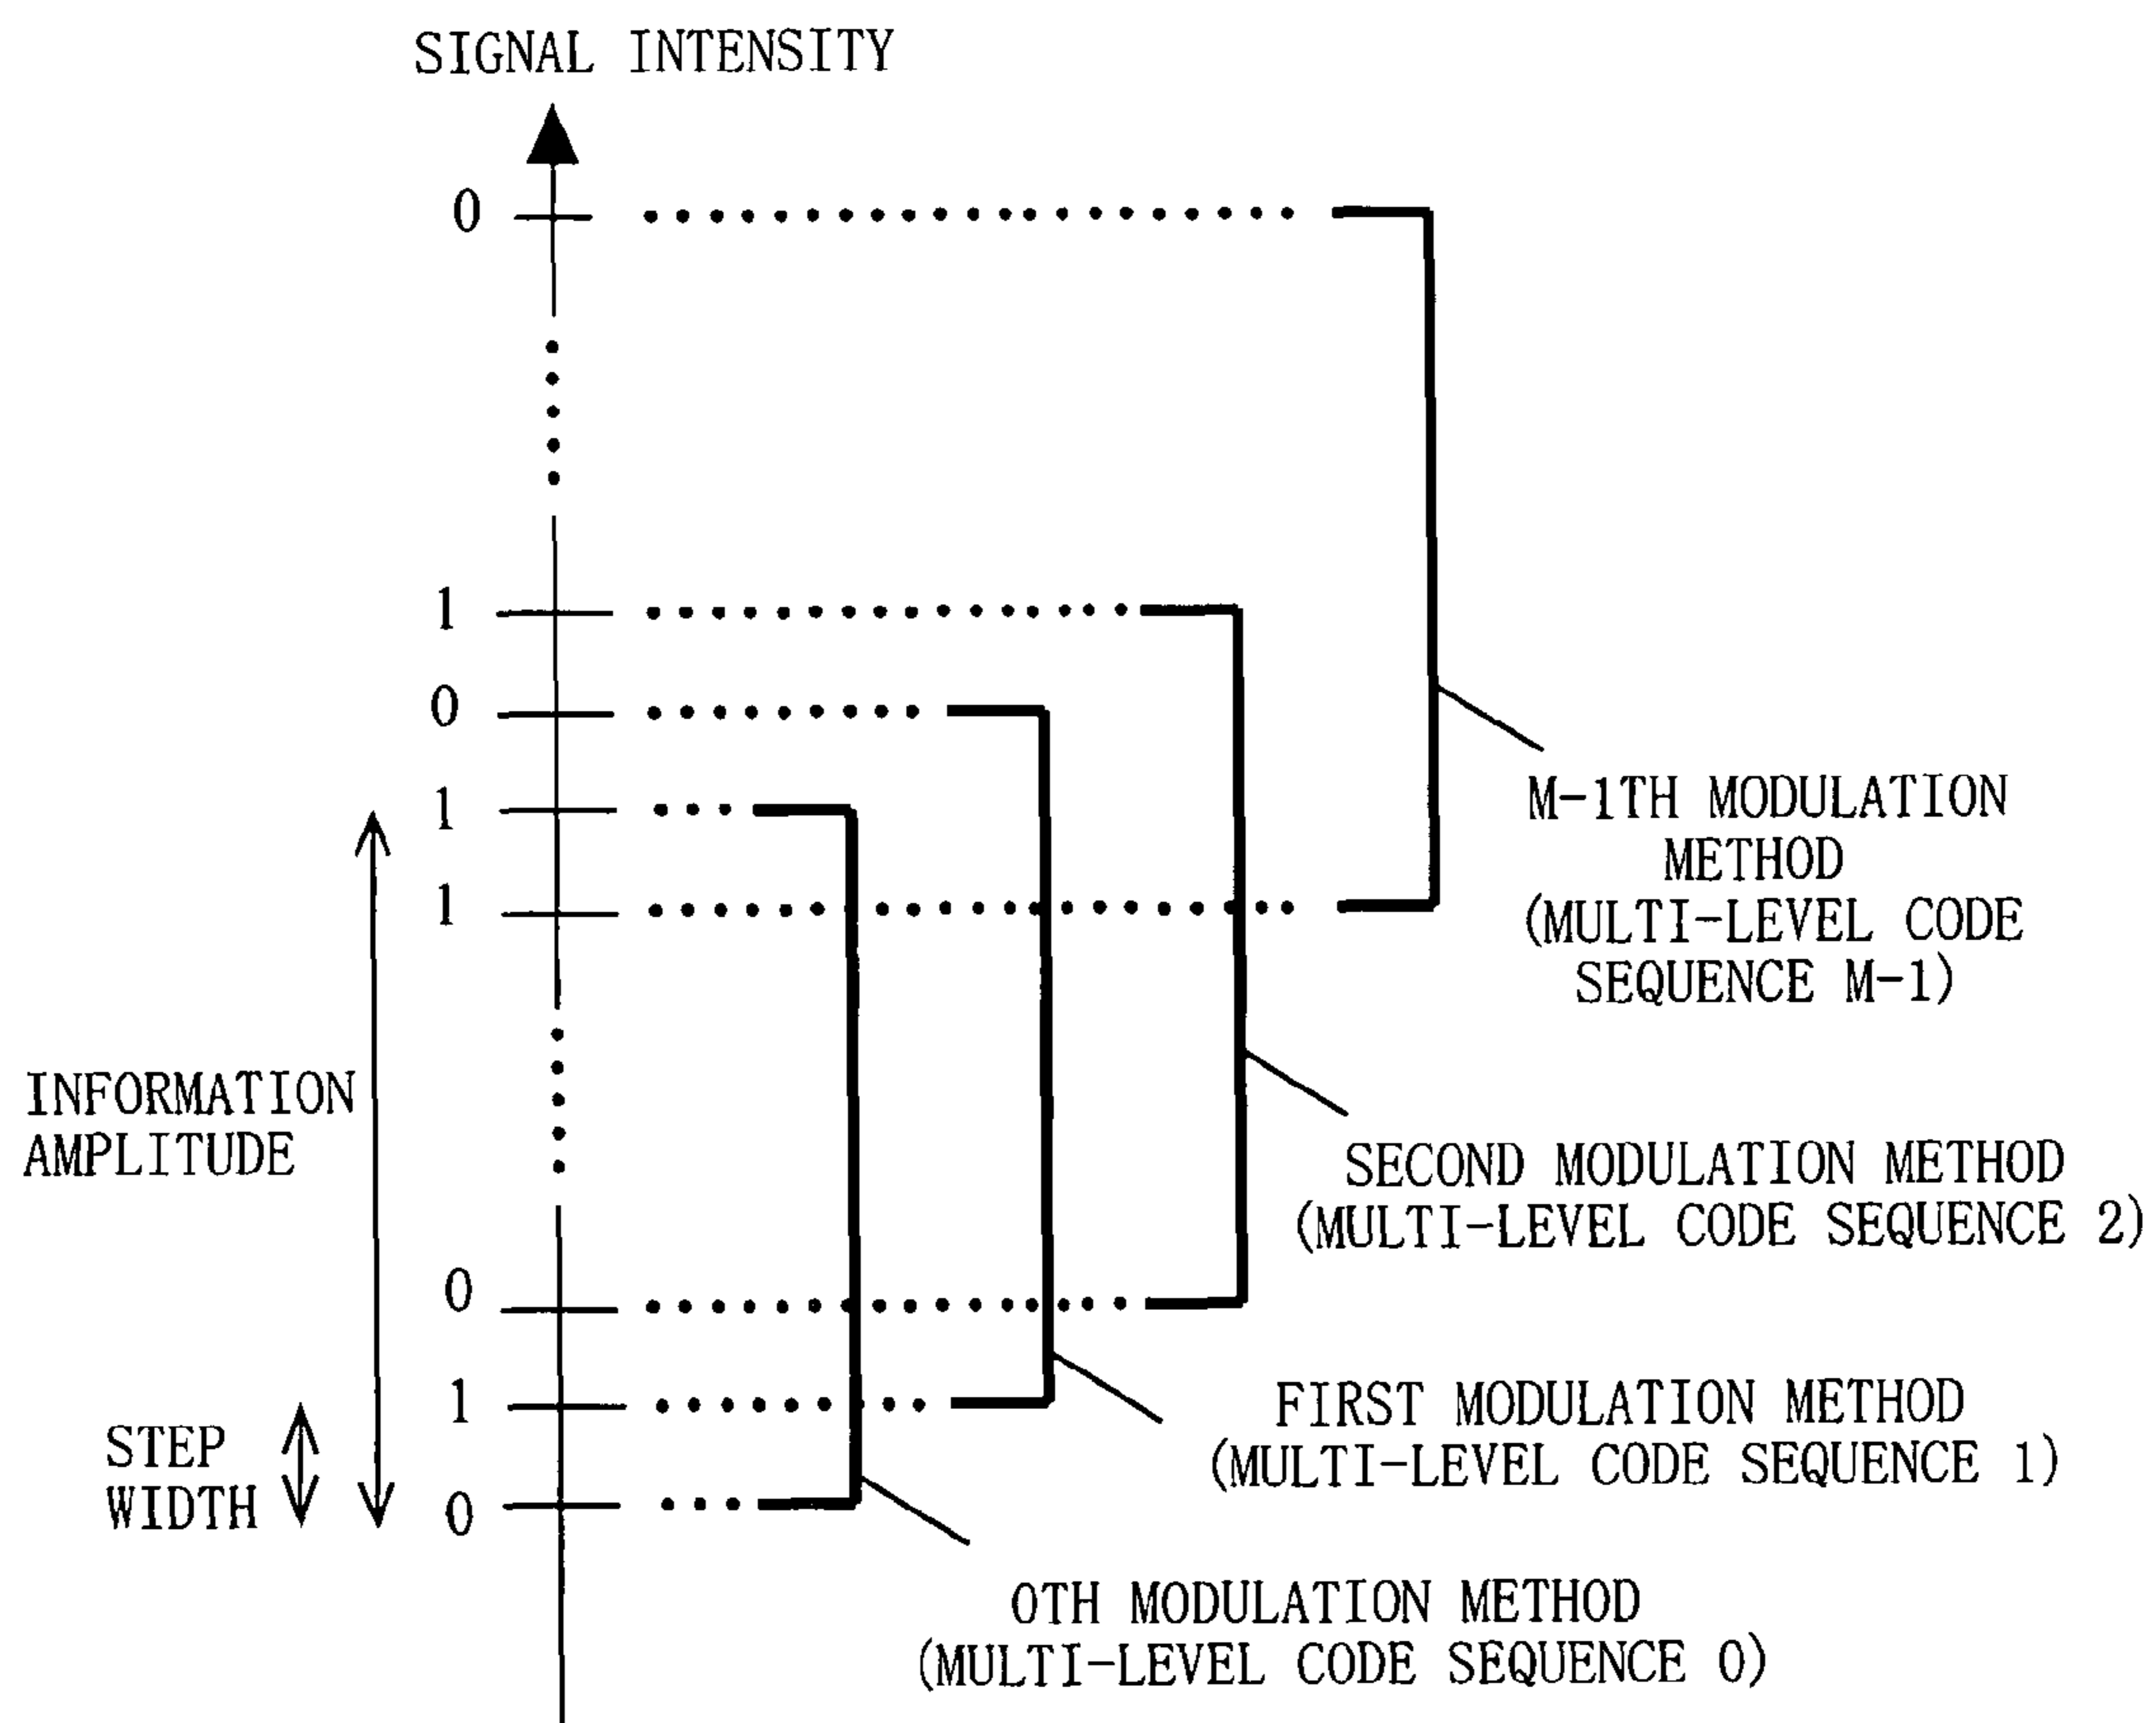 SIGNAL INTENSITY
0
1
0
1
1
M-1TH MODULATION
METHOD
(MULTI-LEVEL CODE
SEQUENCE M-1)
INFORMATION
AMPLITUDE
SECOND MODULATION METHOD
(MULTI-LEVEL CODE SEQUENCE 2)
0
1
FIRST MODULATION METHOD
(MULTI-LEVEL CODE SEQUENCE 1)
STEP
WIDTH
0
0TH MODULATION METHOD
(MULTI-LEVEL CODE SEQUENCE 0)